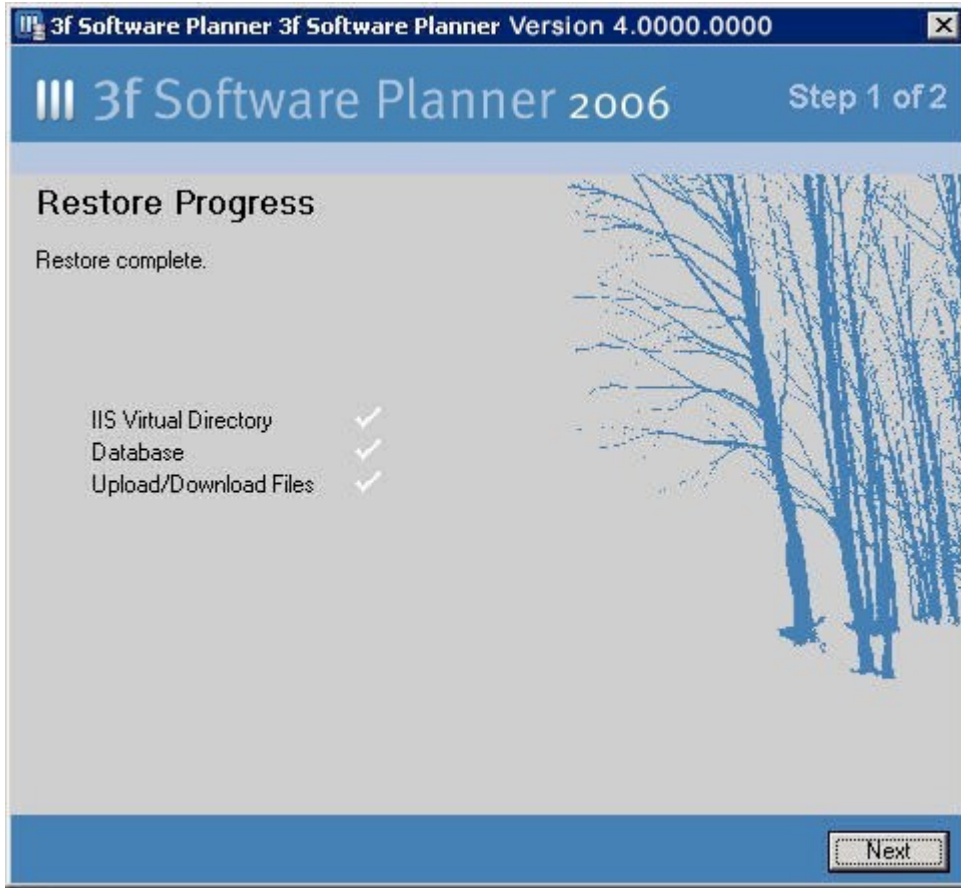 3f Software Planner 3f Software Planner Version 4.0000.0000
3f Software Planner 2006
Step 1 of 2
Restore Progress
Restore complete.
IIS Virtual Directory
Database
Upload/Download Files
Next